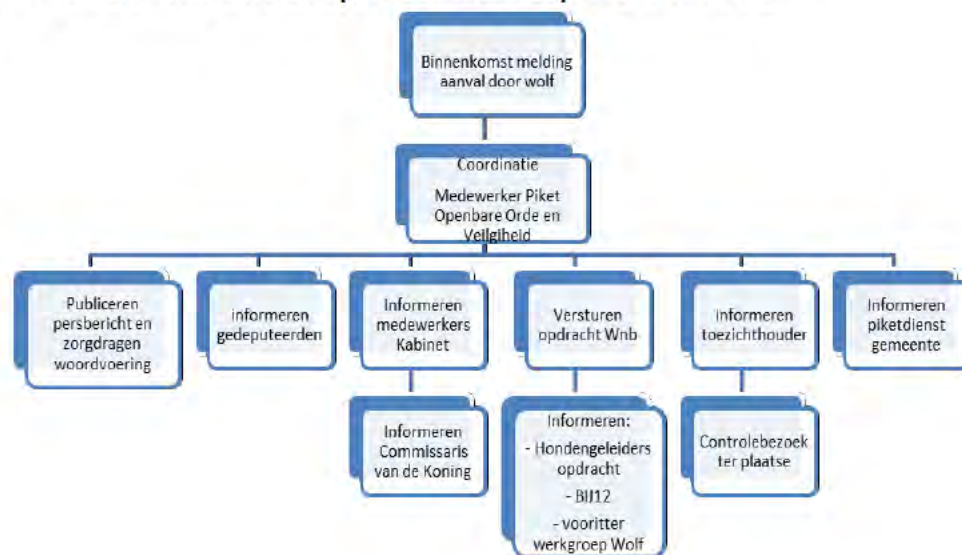 Binnenkomst melding
aanval door wolf
Coordinatie
Medewerker Piket
Openbare Orde en
Veilgiheid
Publiceren
persbericht en
zorgdragen
woordvoering
informeren
gedeputeerden
Informeren
medewerkers
Kabinet
Versturen
opdracht Wnb
informeren
toezichthouder
Informeren
piketdienst
gemeente
Informeren
Commissaris
van de Koning
Informeren:
- Hondengeleiders
opdracht
- BIJ12
- vooritter
werkgroep Wolf
Controlebezoek
ter plaatse